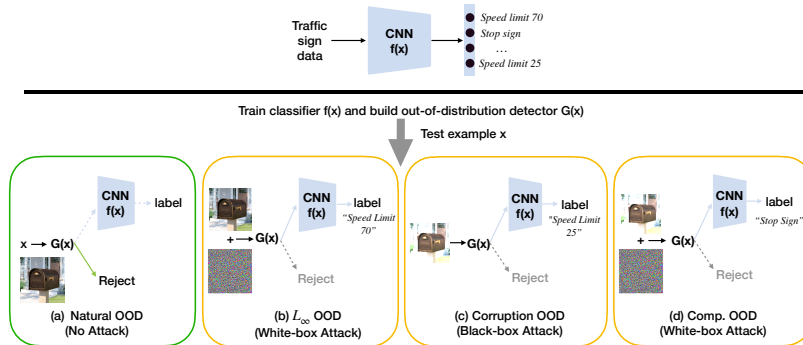 Traffic
sign
data
CNN
f(x)
Speed limit 70
Stop sign
...
Speed limit 25
Train classifier f(x) and build out-of-distribution detector G(x)
Test example x
CNN
f(x)
label
x
G(x)
Reject
(a) Natural OOD
(No Attack)
CNN
f(x)
label
“Speed Limit
70”
+
G(x)
Reject
(b) L∞ OOD
(White-box Attack)
CNN
f(x)
label
"Speed Limit
25”
G(x)
Reject
(c) Corruption OOD
(Black-box Attack)
CNN
f(x)
label
“Stop Sign”
+
G(x)
Reject
(d) Comp. OOD
(White-box Attack)